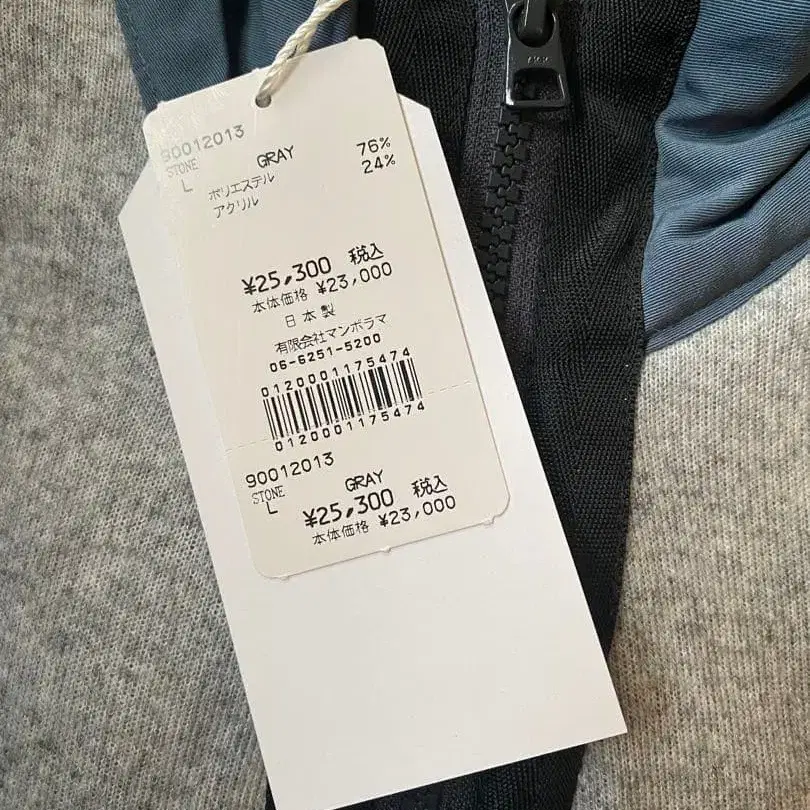 YKK
90012013
STONE GRAY
L
ポリエステル 76%
アクリル 24%
¥25,300 税込
本体価格 ¥23,000
日本製
有限会社マンボラマ
06-6251-5200
0120001175474
0120001175474
90012013
STONE GRAY
L
¥25,300 税込
本体価格 ¥23,000